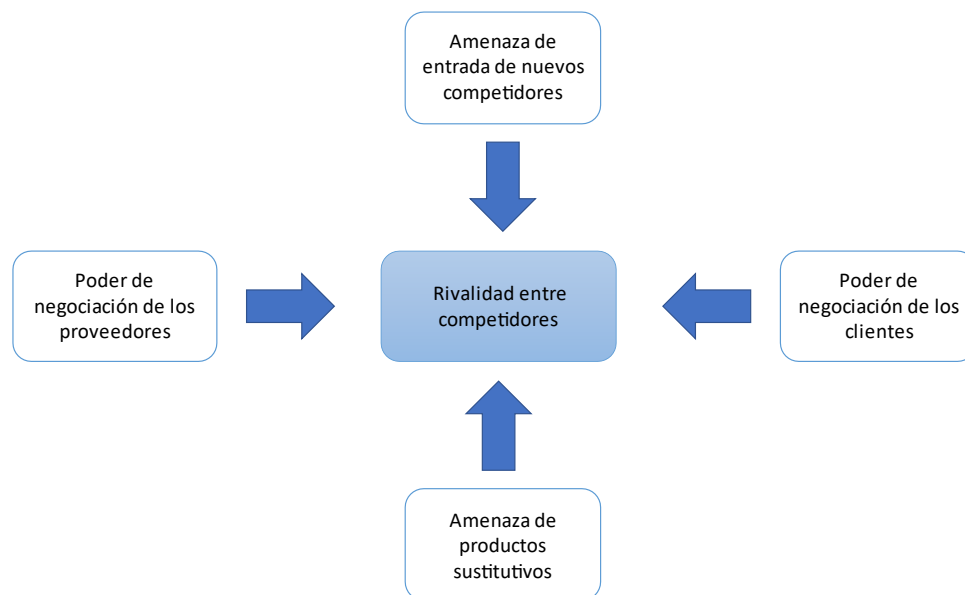 Amenaza de
entrada de nuevos
competidores
Poder de
negociación de los
proveedores
Rivalidad entre
competidores
Poder de
negociación de los
clientes
Amenaza de
productos
sustitutivos